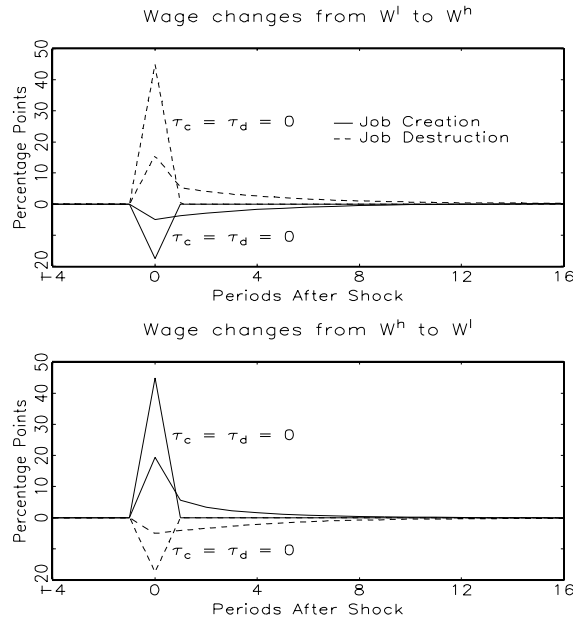 Wage changes from W^l to W^h
Percentage Points
50
40
30
20
10
0
20
τ_c = τ_d = 0
Job Creation
Job Destruction
τ_c = τ_d = 0
-4
0
4
8
12
16
Periods After Shock
Wage changes from W^h to W^l
Percentage Points
50
40
30
20
10
0
20
τ_c = τ_d = 0
τ_c = τ_d = 0
-4
0
4
8
12
16
Periods After Shock